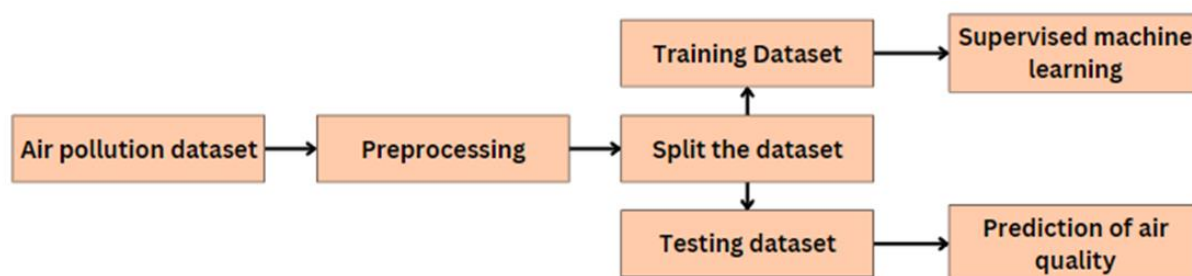 Training Dataset
Supervised machine
learning
Air pollution dataset
Preprocessing
Split the dataset
Testing dataset
Prediction of air
quality